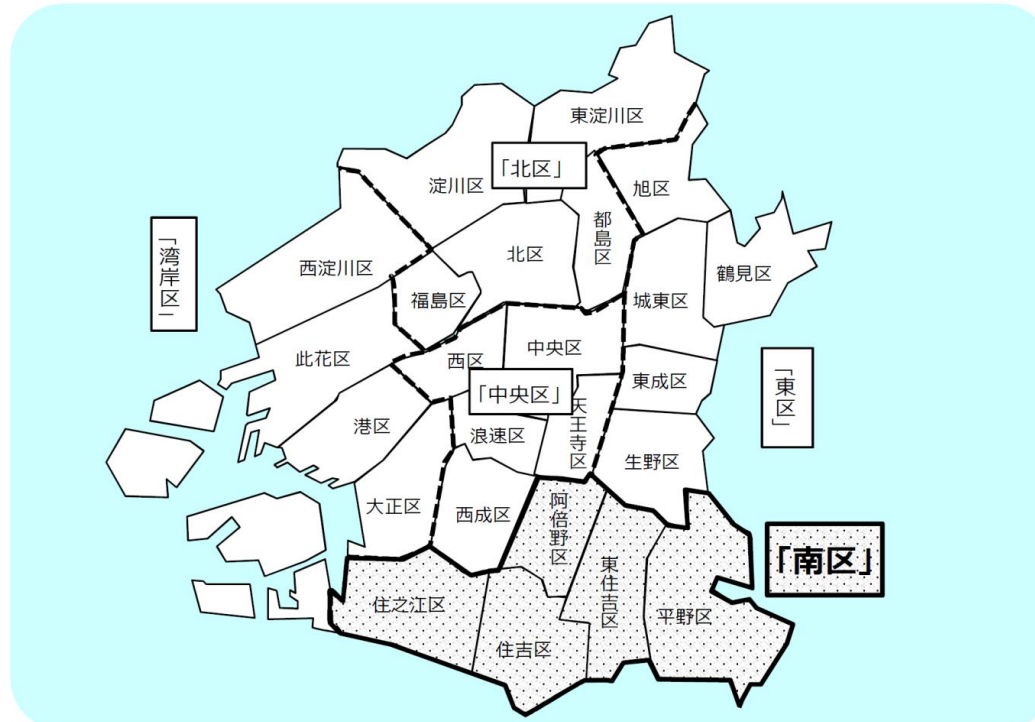 東淀川区
「北区」
淀川区
旭区
都島区
北区
西淀川区
「湾岸区」
鶴見区
城東区
福島区
此花区
西区
中央区
東成区
「中央区」
「東区」
天王寺区
港区
浪速区
生野区
大正区
西成区
阿倍野区
「南区」
東住吉区
住之江区
平野区
住吉区